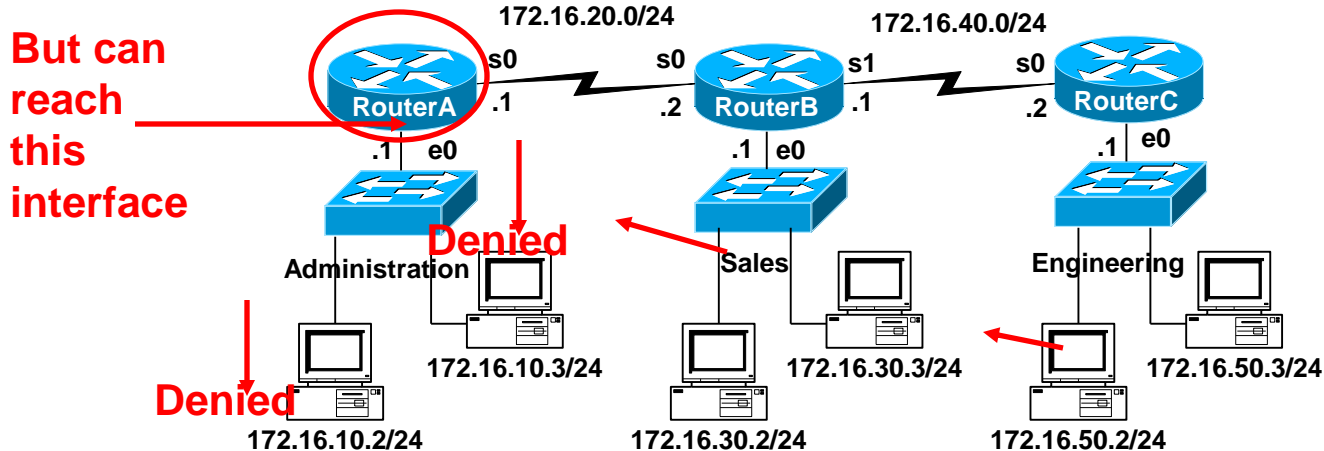 172.16.20.0/24
172.16.40.0/24
But can
reach
this
interface
s0
s0
s1
s0
RouterA
RouterB
RouterC
.1
.2
.1
.2
.1
e0
.1
e0
.1
e0
Denied
Administration
Sales
Engineering
172.16.10.3/24
172.16.30.3/24
172.16.50.3/24
Denied
172.16.10.2/24
172.16.30.2/24
172.16.50.2/24